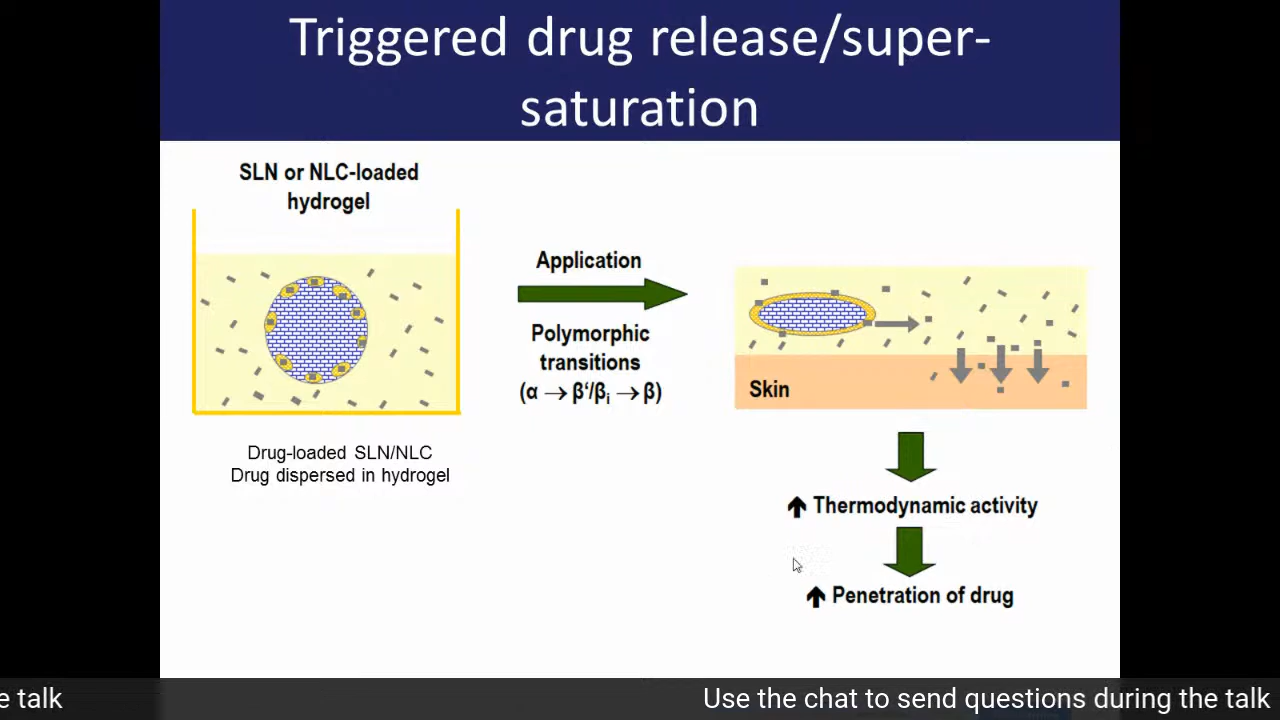 Triggered drug release/super-
saturation
SLN or NLC-loaded
hydrogel
Application
Polymorphic
transitions
(α → β‘/βi → β)
Skin
Drug-loaded SLN/NLC
Drug dispersed in hydrogel
Thermodynamic activity
Penetration of drug
e talk
Use the chat to send questions during the talk